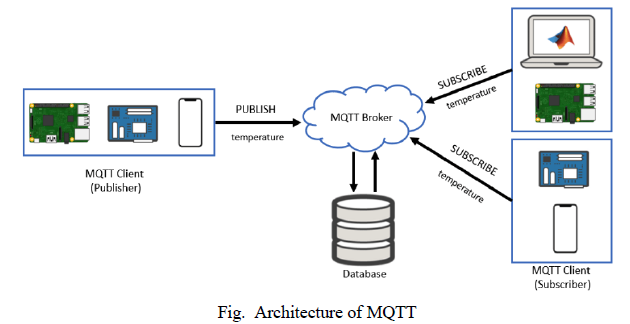 PUBLISH
temperature
MQTT Client
(Publisher)
MQTT Broker
SUBSCRIBE
temperature
SUBSCRIBE
temperature
Database
MQTT Client
(Subscriber)
Fig. Architecture of MQTT